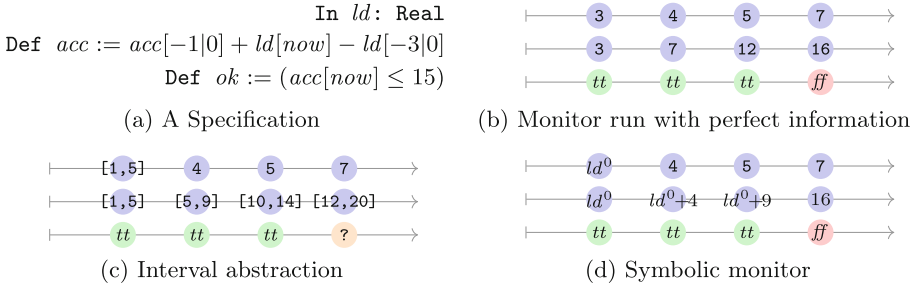 In ld: Real
Def acc := acc[−1|0] + ld[now] − ld[−3|0]
Def ok := (acc[now] ≤ 15)
(a) A Specification
3 4 5 7
3 7 12 16
tt tt tt ff
(b) Monitor run with perfect information
[1,5] 4 5 7
[1,5] [5,9] [10,14] [12,20]
tt tt tt ?
(c) Interval abstraction
ld⁰ 4 5 7
ld⁰ ld⁰+4 ld⁰+9 16
tt tt tt ff
(d) Symbolic monitor